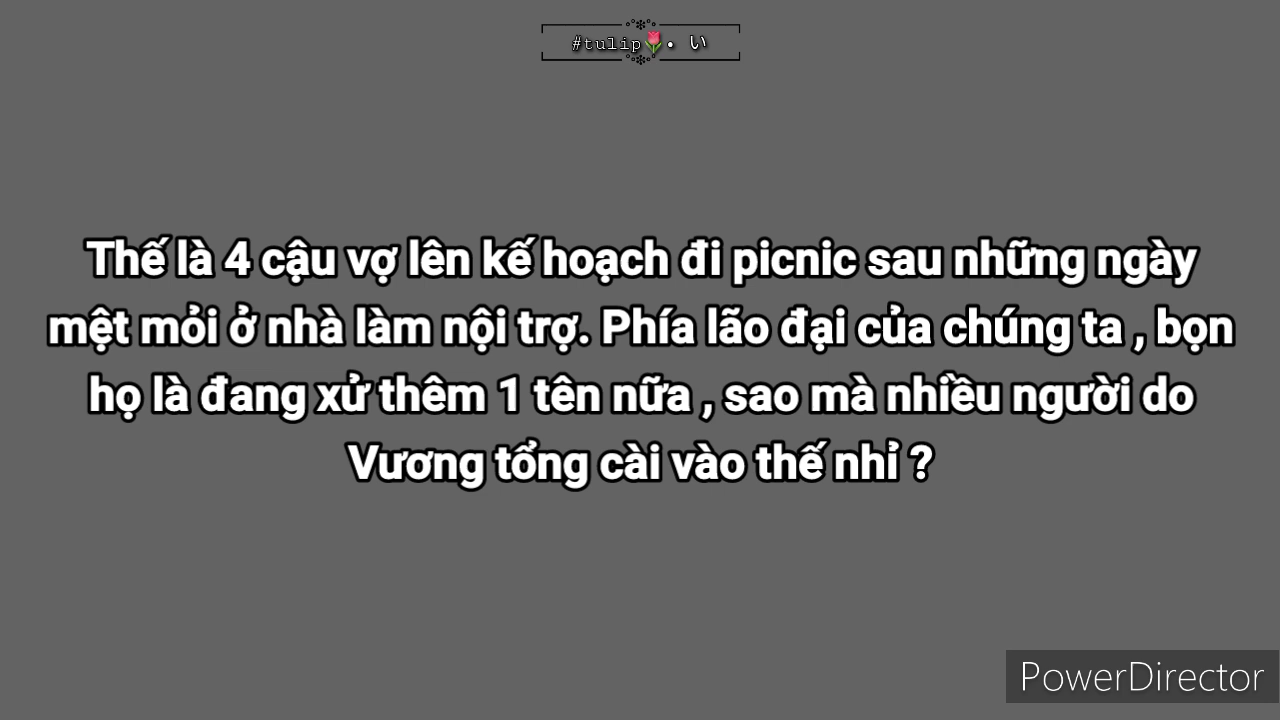 #tulip🌷• い
Thế là 4 cậu vợ lên kế hoạch đi picnic sau những ngày
mệt mỏi ở nhà làm nội trợ. Phía lão đại của chúng ta , bọn
họ là đang xử thêm 1 tên nữa , sao mà nhiều người do
Vương tổng cài vào thế nhỉ ?
PowerDirector